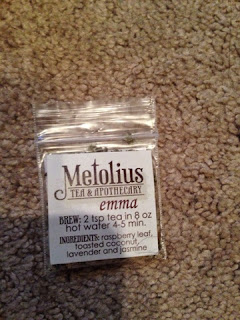 Metolius
TEA & APOTHECARY
emma
BREW: 2 tsp tea in 8 oz
hot water 4-5 min.
INGREDIENTS: raspberry leaf,
toasted coconut,
lavender and jasmine